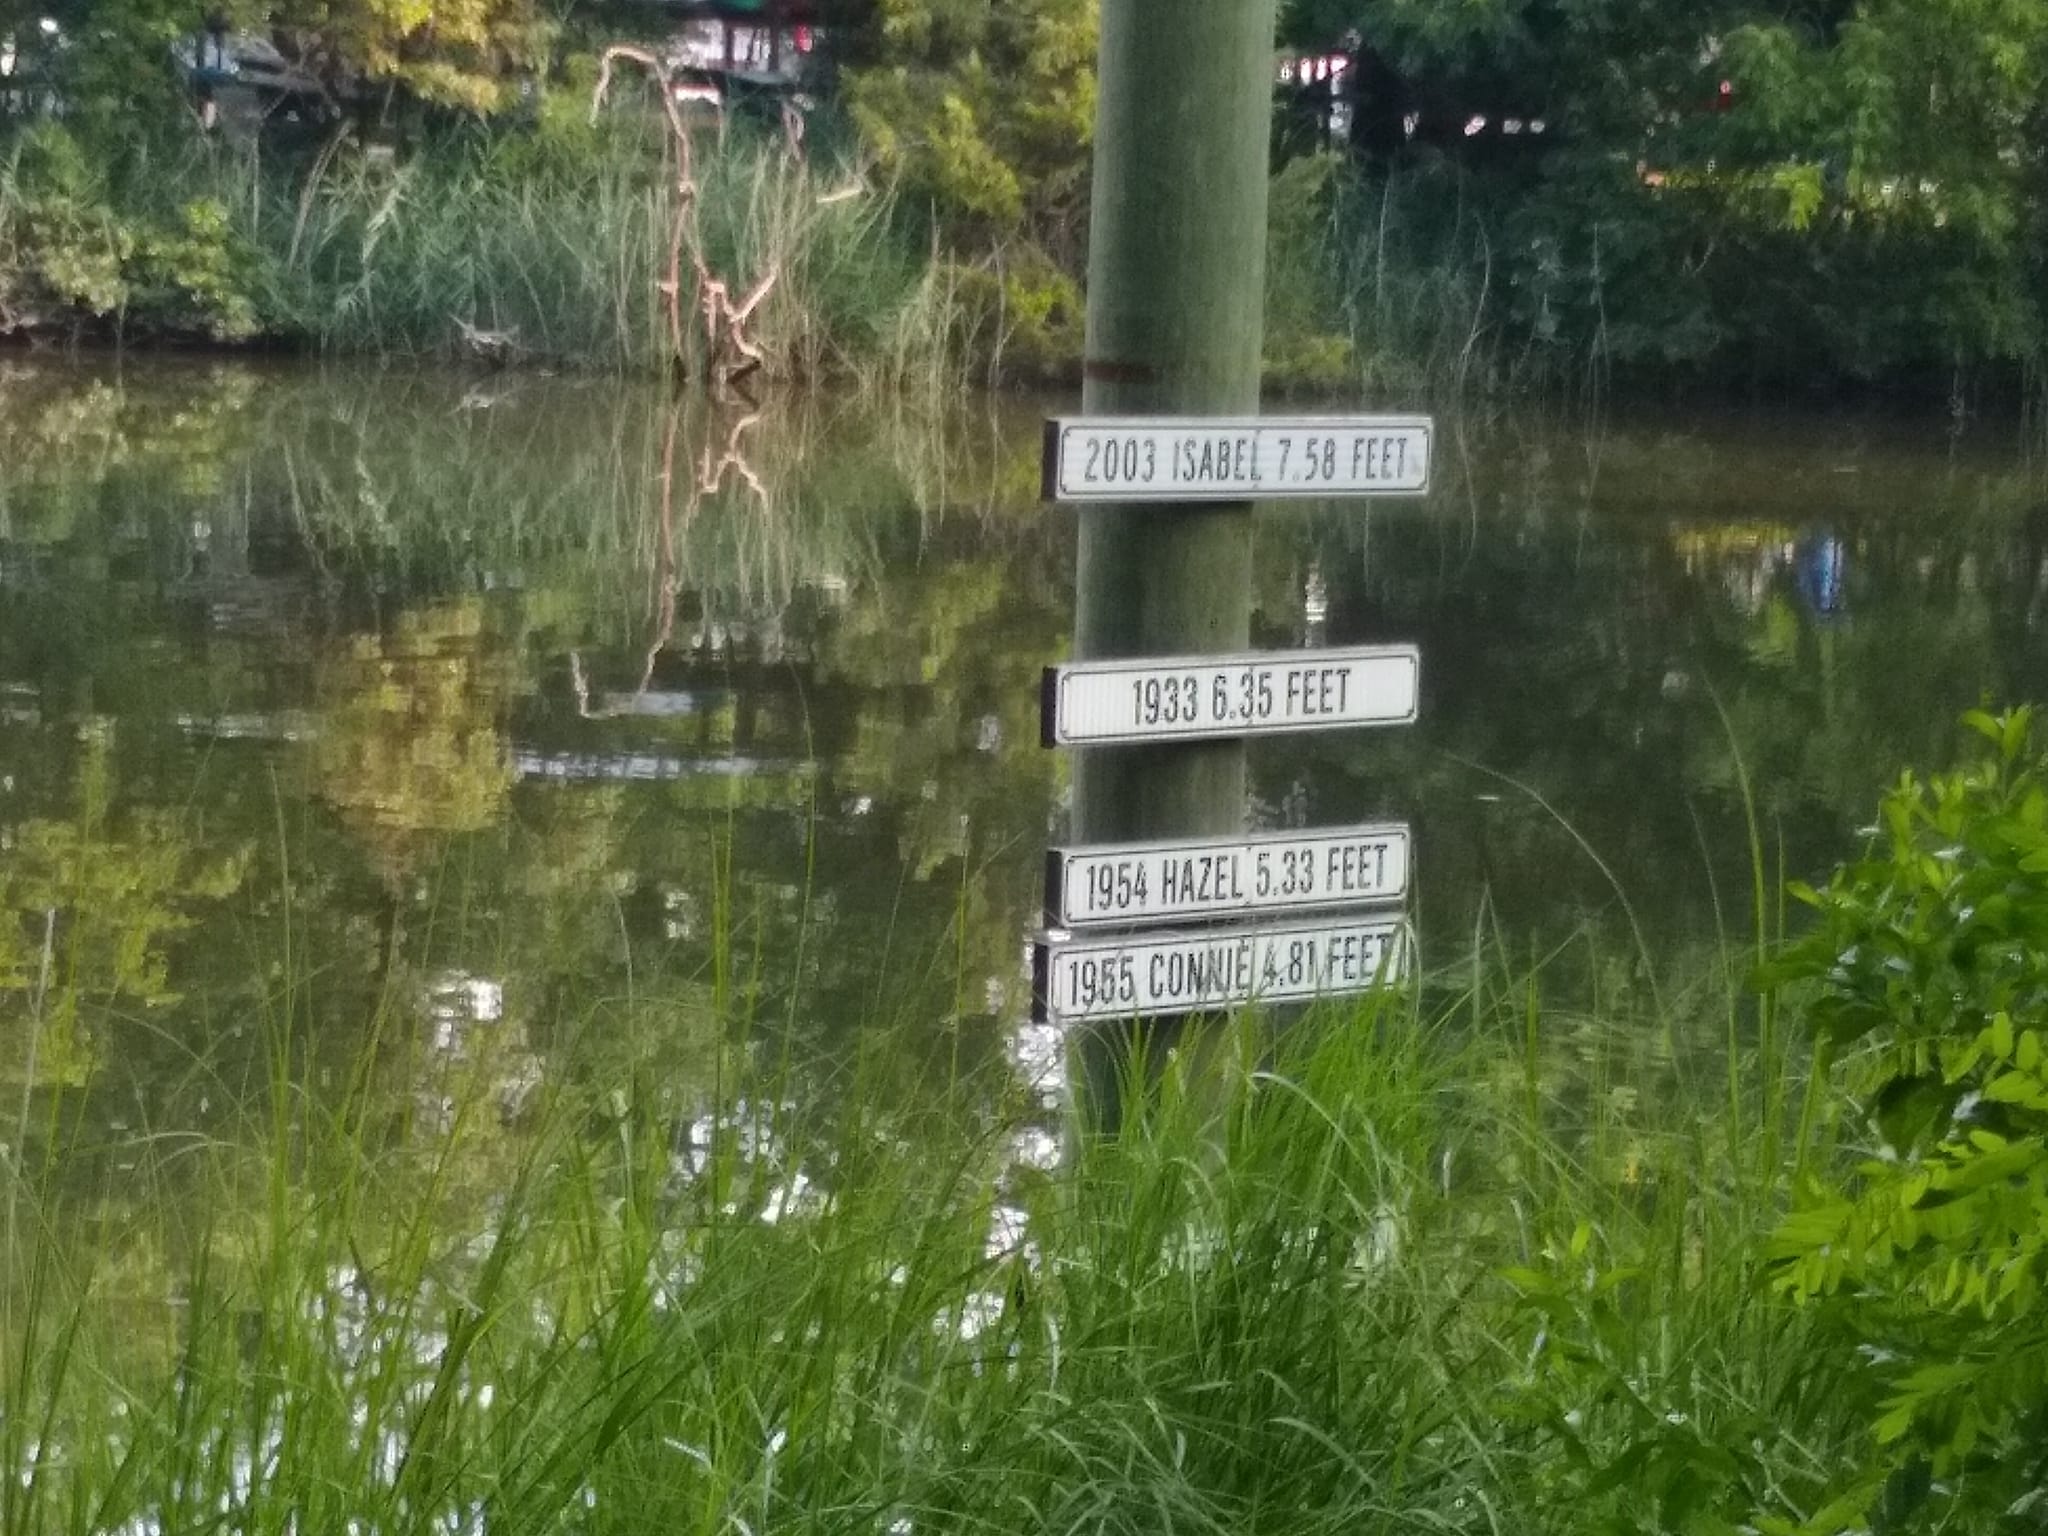 2003 ISABEL 7.58 FEET
1933 6.35 FEET
1954 HAZEL 5.33 FEET
1955 CONNIE 4.81 FEET